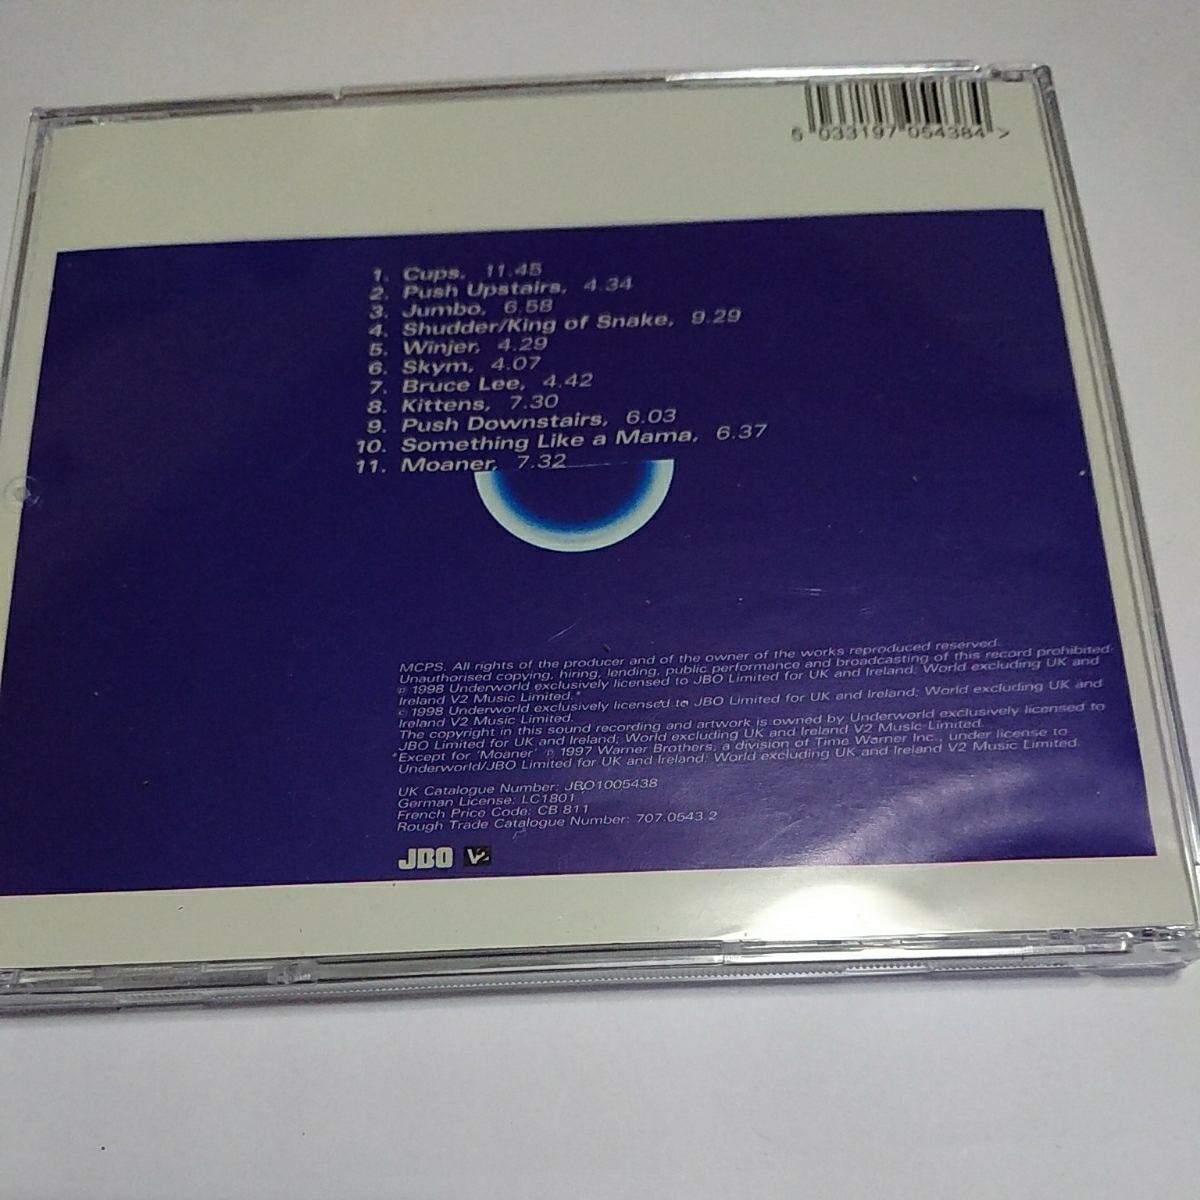 5 033197 054384 >
1. Cups, 11.45
2. Push Upstairs, 4.34
3. Jumbo, 6.58
4. Shudder/King of Snake, 9.29
5. Winjer, 4.29
6. Skym, 4.07
7. Bruce Lee, 4.42
8. Kittens, 7.30
9. Push Downstairs, 6.03
10. Something Like a Mama, 6.37
11. Moaner, 7.32
MCPS. All rights of the producer and of the owner of the works reproduced reserved.
Unauthorised copying, hiring, lending, public performance and broadcasting of this record prohibited.
℗ 1998 Underworld exclusively licensed to JBO Limited for UK and Ireland; World excluding UK and
Ireland V2 Music Limited.*
© 1998 Underworld exclusively licensed to JBO Limited for UK and Ireland; World excluding UK and
Ireland V2 Music Limited.
The copyright in this sound recording and artwork is owned by Underworld exclusively licensed to
JBO Limited for UK and Ireland; World excluding UK and Ireland V2 Music Limited.
*Except for 'Moaner' ℗ 1997 Warner Brothers, a division of Time Warner Inc., under license to
Underworld/JBO Limited for UK and Ireland; World excluding UK and Ireland V2 Music Limited.
UK Catalogue Number: JBO1005438
German License: LC1801
French Price Code: CB 811
Rough Trade Catalogue Number: 707.0543.2
JBO V2